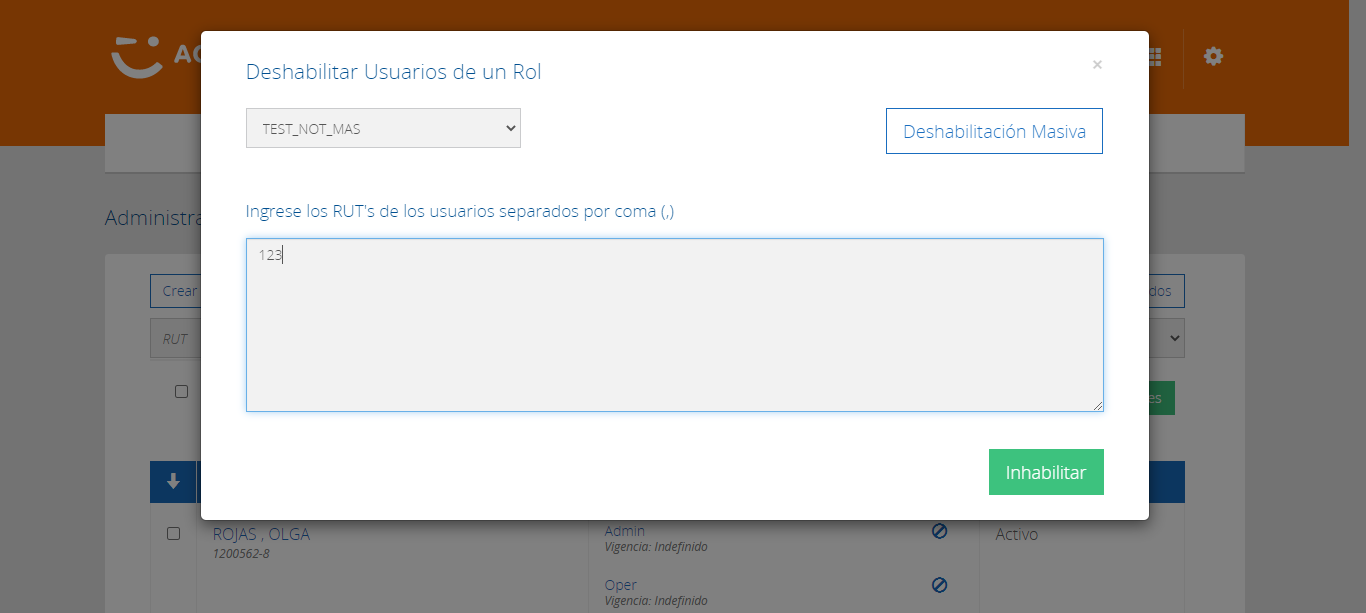 AC
Deshabilitar Usuarios de un Rol
×
TEST_NOT_MAS
Deshabilitación Masiva
Administra
Ingrese los RUT's de los usuarios separados por coma (,)
123
Crear
dos
RUT
es
Inhabilitar
ROJAS , OLGA
1200562-8
Admin
Vigencia: Indefinido
Activo
Oper
Vigencia: Indefinido